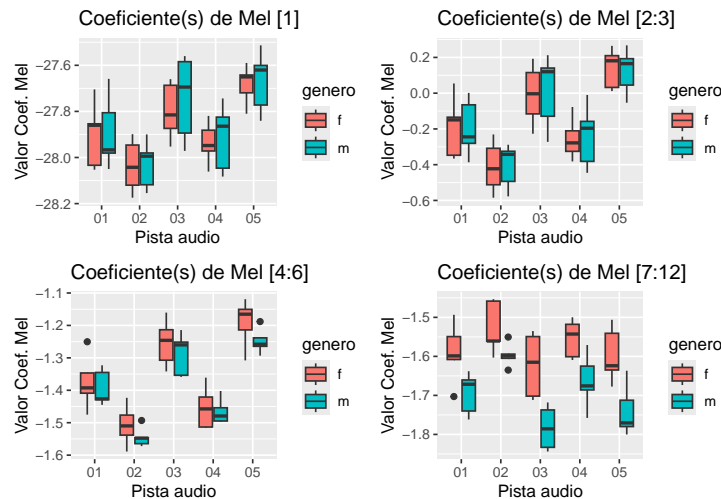 Coeficiente(s) de Mel [1]
Valor Coef. Mel
−27.6
−27.8
−28.0
−28.2
01 02 03 04 05
Pista audio
genero
f
m
Coeficiente(s) de Mel [2:3]
Valor Coef. Mel
0.2
0.0
−0.2
−0.4
−0.6
01 02 03 04 05
Pista audio
genero
f
m
Coeficiente(s) de Mel [4:6]
Valor Coef. Mel
−1.1
−1.2
−1.3
−1.4
−1.5
−1.6
01 02 03 04 05
Pista audio
genero
f
m
Coeficiente(s) de Mel [7:12]
Valor Coef. Mel
−1.5
−1.6
−1.7
−1.8
01 02 03 04 05
Pista audio
genero
f
m